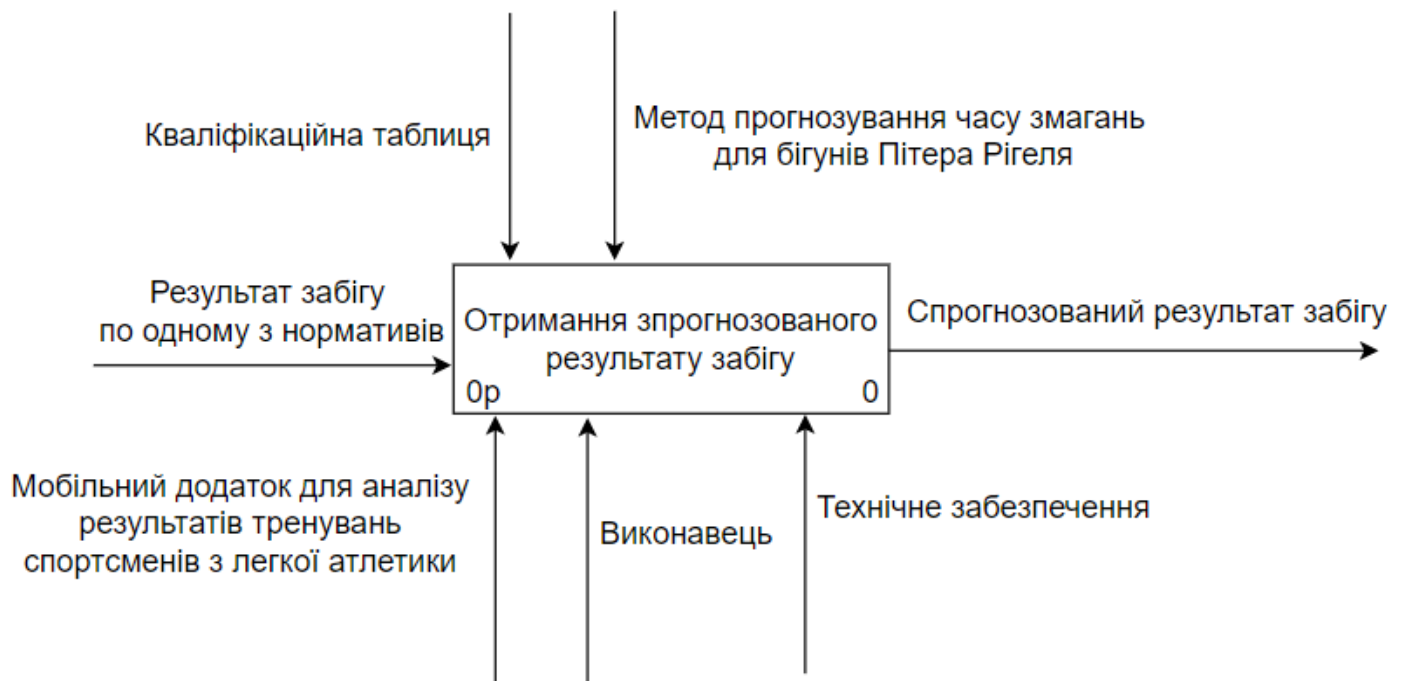 Кваліфікаційна таблиця
Метод прогнозування часу змагань
для бігунів Пітера Рігеля
Результат забігу
по одному з нормативів
Отримання зпрогнозованого
результату забігу
0р
0
Спрогнозований результат забігу
Мобільний додаток для аналізу
результатів тренувань
спортсменів з легкої атлетики
Виконавець
Технічне забезпечення